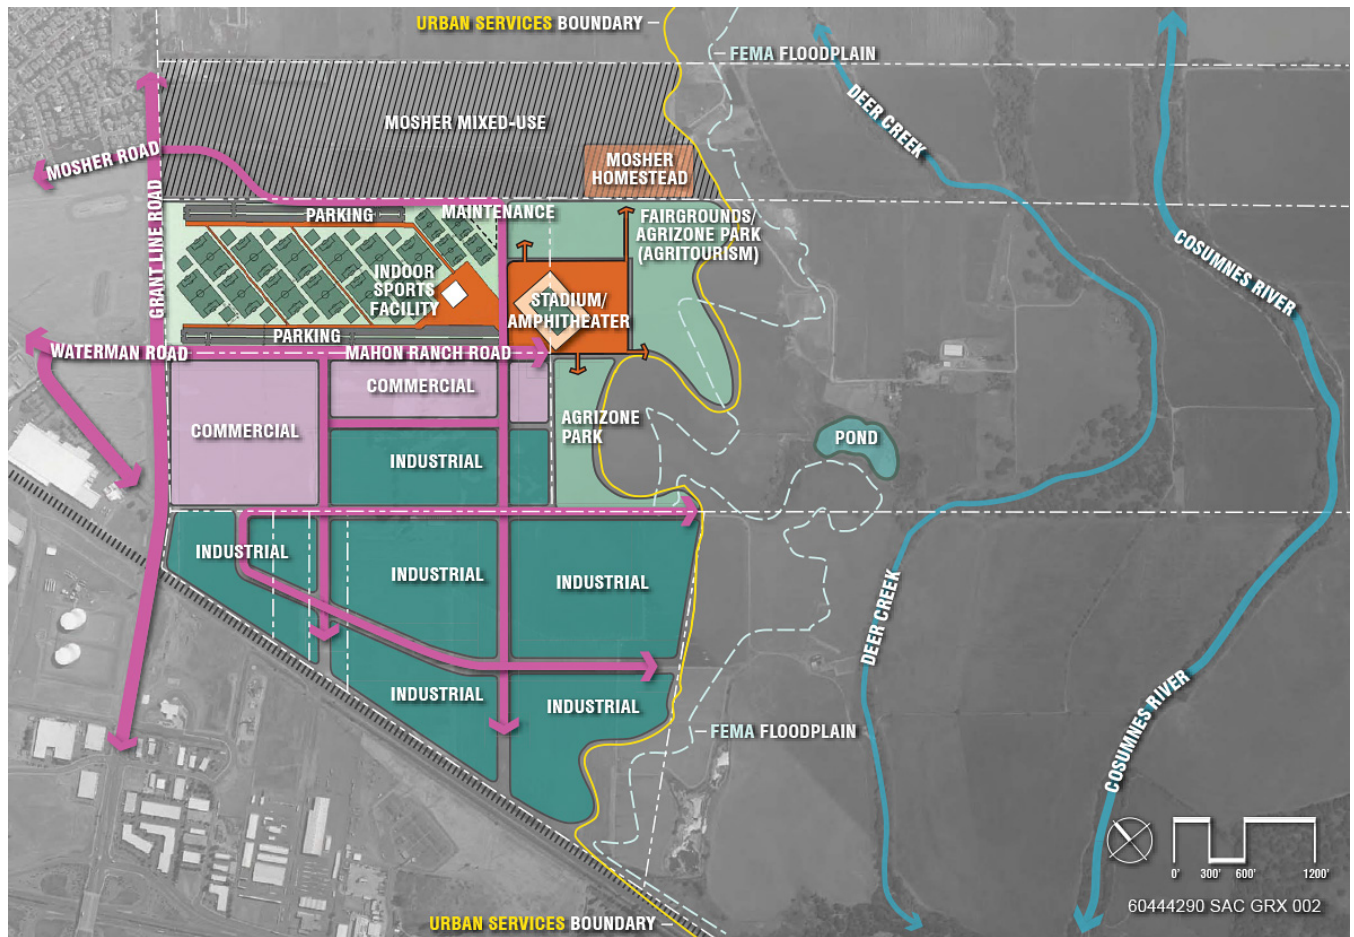 URBAN SERVICES BOUNDARY
FEMA FLOODPLAIN
DEER CREEK
MOSHER MIXED-USE
MOSHER ROAD
MOSHER
HOMESTEAD
GRANT LINE ROAD
PARKING
MAINTENANCE
FAIRGROUNDS/
AGRIZONE PARK
(AGRITOURISM)
COSUMNES RIVER
INDOOR
SPORTS
FACILITY
STADIUM/
AMPHITHEATER
PARKING
WATERMAN ROAD
MAHON RANCH ROAD
COMMERCIAL
COMMERCIAL
AGRIZONE
PARK
POND
INDUSTRIAL
INDUSTRIAL
INDUSTRIAL
INDUSTRIAL
DEER CREEK
INDUSTRIAL
INDUSTRIAL
FEMA FLOODPLAIN
COSUMNES RIVER
0' 300' 600' 1200'
60444290 SAC GRX 002
URBAN SERVICES BOUNDARY